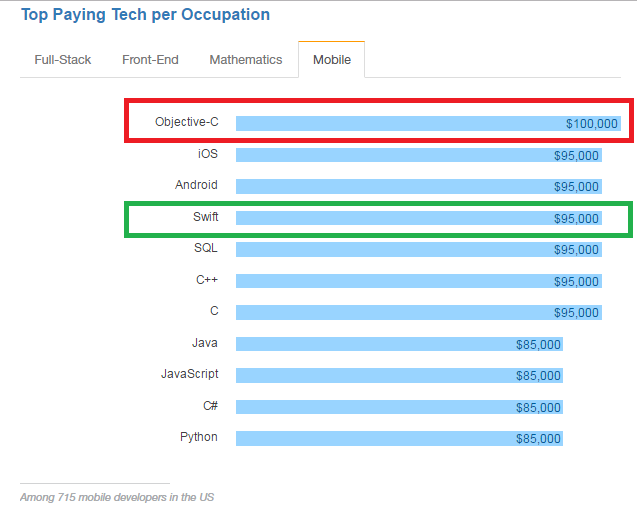 Top Paying Tech per Occupation
Full-Stack Front-End Mathematics Mobile
Objective-C $100,000
iOS $95,000
Android $95,000
Swift $95,000
SQL $95,000
C++ $95,000
C $95,000
Java $85,000
JavaScript $85,000
C# $85,000
Python $85,000
Among 715 mobile developers in the US